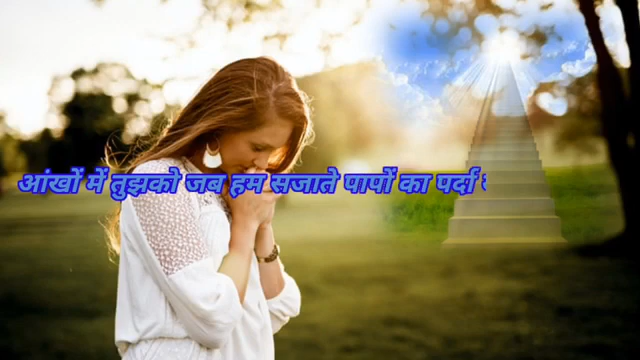 आंखों में तुझको जब हम सजाते पापों का पर्दा